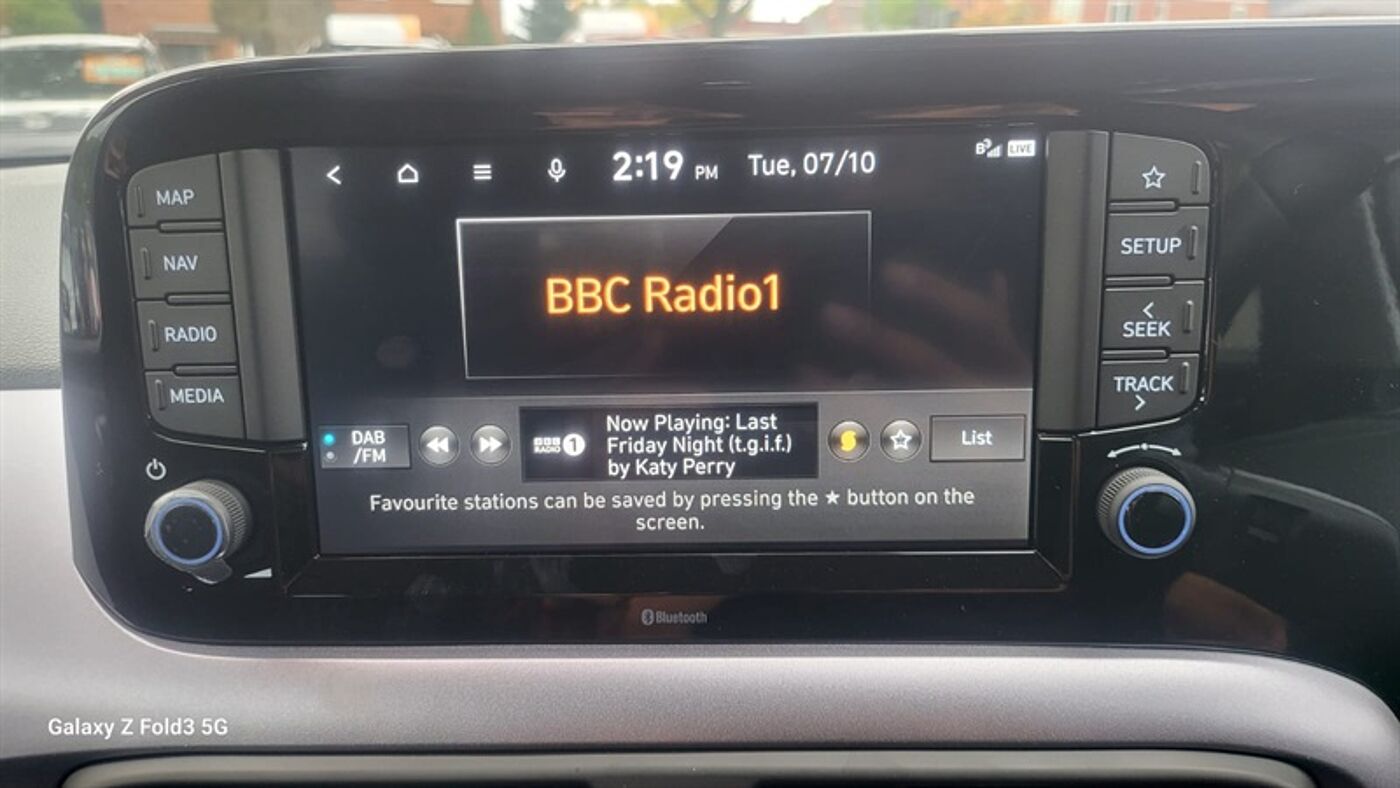 2:19 PM Tue, 07/10
LIVE
MAP
NAV
RADIO
MEDIA
SETUP
SEEK
TRACK
BBC Radio1
DAB
/FM
BBC
RADIO 1
Now Playing: Last
Friday Night (t.g.i.f.)
by Katy Perry
List
Favourite stations can be saved by pressing the ★ button on the
screen.
Bluetooth
Galaxy Z Fold3 5G